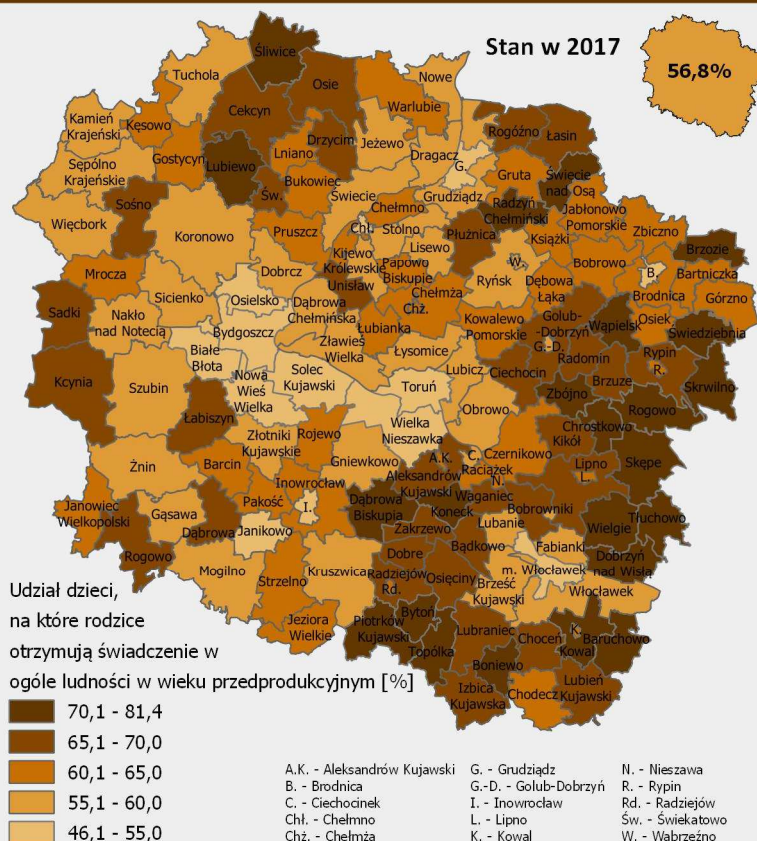 Stan w 2017
56,8%
Śliwice
Tuchola
Osie
Nowe
Cekcyn
Warlubie
Kamień
Krajeński
Kęsowo
Rogóźno
Łasin
Drzycim
Jeżewo
Lniano
Dragacz
Gostycyn
Lubiewo
G.
Sępólno
Krajeńskie
Gruta
Świecie
nad Osą
Bukowiec
Św.
Świecie
Grudziądz
Radzyń
Chełmiński
Sośno
Chełmno
Jabłonowo
Pomorskie
Więcbork
Koronowo
Pruszcz
Chł.
Stolno
Płużnica
Książki
Zbiczno
Lisewo
Kijewo
Królewskie
Papowo
Biskupie
Brzozie
Mrocza
Dobrcz
Unisław
W.
Bobrowo
B.
Bartniczka
Ryńsk
Dębowa
Łąka
Sicienko
Osielsko
Dąbrowa
Chełmińska
Chełmża
Chż.
Brodnica
Górzno
Sadki
Nakło
nad Notecią
Golub-
-Dobrzyń
Osiek
Bydgoszcz
Łubianka
Kowalewo
Pomorskie
Wąpielsk
Świedziebnia
Zławieś
Wielka
G.-D.
Białe
Błota
Łysomice
Radomin
Rypin
R.
Kcynia
Szubin
Solec
Kujawski
Lubicz
Ciechocin
Nowa
Wieś
Wielka
Toruń
Brzuze
Skrwilno
Zbójno
Łabiszyn
Obrowo
Rogowo
Wielka
Nieszawka
Chrostkowo
Złotniki
Kujawskie
Rojewo
Kikół
Czernikowo
A.K.
C.
Raciążek
Żnin
Barcin
Gniewkowo
Lipno
L.
Skępe
Aleksandrów
Kujawski
N.
Inowrocław
Waganiec
Pakość
I.
Dąbrowa
Biskupia
Koneck
Bobrowniki
Janowiec
Wielkopolski
Gąsawa
Tłuchowo
Lubanie
Wielgie
Dąbrowa
Janikowo
Zakrzewo
Rogowo
Dobre
Bądkowo
Fabianki
Dobrzyń
nad Wisłą
Mogilno
Strzelno
Kruszwica
Radziejów
Rd.
Osięciny
m. Włocławek
Brześć
Kujawski
Włocławek
Jeziora
Wielkie
Piotrków
Kujawski
Bytoń
Lubraniec
Choceń
K.
Kowal
Baruchowo
Topólka
Boniewo
Izbica
Kujawska
Chodecz
Lubień
Kujawski
Udział dzieci,
na które rodzice
otrzymują świadczenie w
ogóle ludności w wieku przedprodukcyjnym [%]
70,1 - 81,4
65,1 - 70,0
60,1 - 65,0
55,1 - 60,0
46,1 - 55,0
A.K. - Aleksandrów Kujawski
B. - Brodnica
C. - Ciechocinek
Chł. - Chełmno
Chż. - Chełmża
G. - Grudziądz
G.-D. - Golub-Dobrzyń
I. - Inowrocław
L. - Lipno
K. - Kowal
N. - Nieszawa
R. - Rypin
Rd. - Radziejów
Św. - Świekatowo
W. - Wąbrzeźno